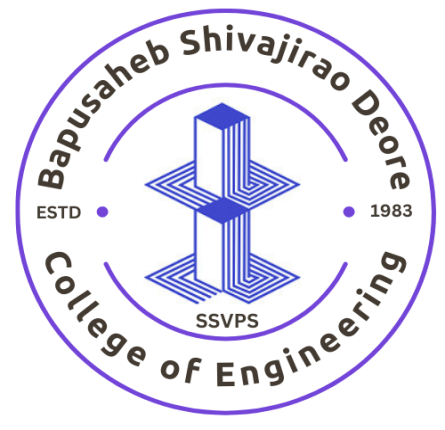 Bapusaheb Shivajirao Deore
ESTD
1983
SSVPS
College of Engineering